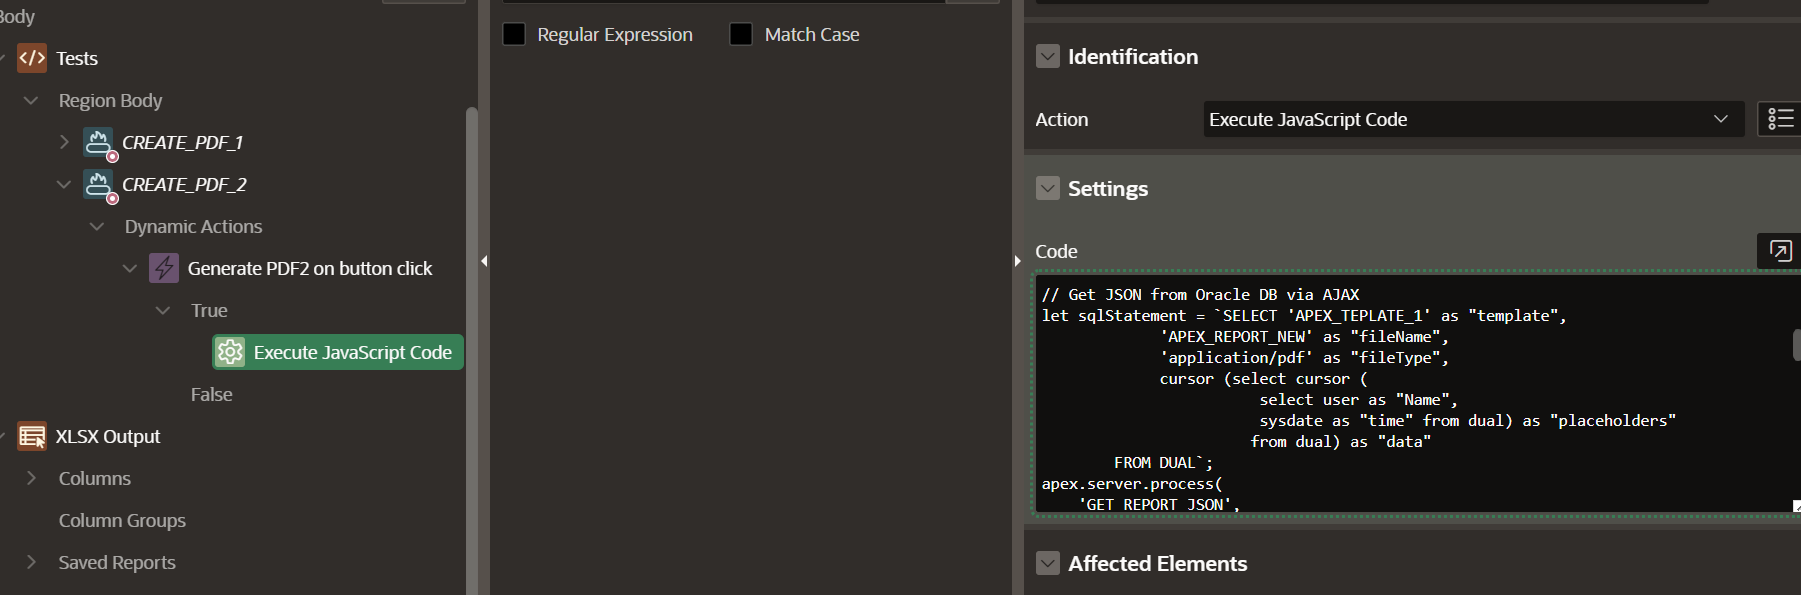 Body
Tests
Region Body
CREATE_PDF_1
CREATE_PDF_2
Dynamic Actions
Generate PDF2 on button click
True
Execute JavaScript Code
False
XLSX Output
Columns
Column Groups
Saved Reports
Regular Expression
Match Case
Identification
Action
Execute JavaScript Code
Settings
Code
// Get JSON from Oracle DB via AJAX
let sqlStatement = `SELECT 'APEX_TEPLATE_1' as "template",
'APEX_REPORT_NEW' as "fileName",
'application/pdf' as "fileType",
cursor (select cursor (
select user as "Name",
sysdate as "time" from dual) as "placeholders"
from dual) as "data"
FROM DUAL`;
apex.server.process(
'GET_REPORT_JSON',
Affected Elements